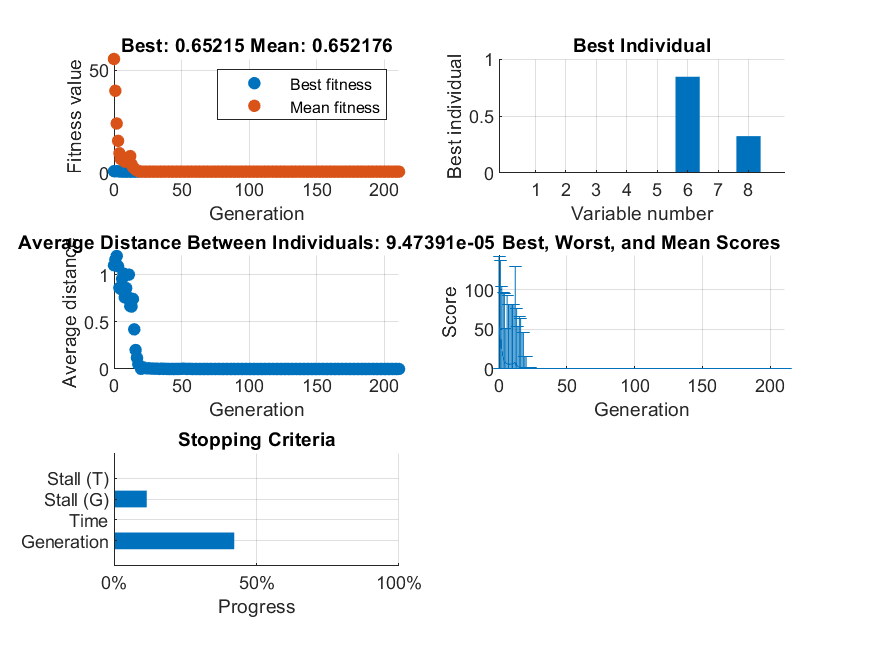 Best: 0.65215 Mean: 0.652176
Fitness value
50
0
Best fitness
Mean fitness
0 50 100 150 200
Generation
Best Individual
Best individual
1
0.5
0
1 2 3 4 5 6 7 8
Variable number
Average Distance Between Individuals: 9.47391e-05
Average distance
1
0.5
0
0 50 100 150 200
Generation
Best, Worst, and Mean Scores
Score
100
50
0
0 50 100 150 200
Generation
Stopping Criteria
Stall (T)
Stall (G)
Time
Generation
0% 50% 100%
Progress